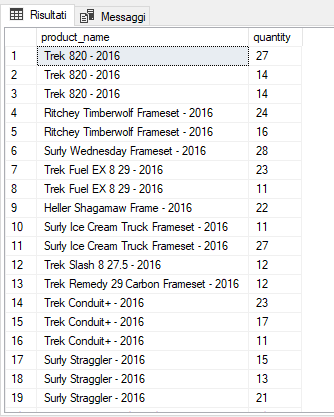 Risultati Messaggi
product_name quantity
1 Trek 820 - 2016 27
2 Trek 820 - 2016 14
3 Trek 820 - 2016 14
4 Ritchey Timberwolf Frameset - 2016 24
5 Ritchey Timberwolf Frameset - 2016 16
6 Surly Wednesday Frameset - 2016 28
7 Trek Fuel EX 8 29 - 2016 23
8 Trek Fuel EX 8 29 - 2016 11
9 Heller Shagamaw Frame - 2016 22
10 Surly Ice Cream Truck Frameset - 2016 11
11 Surly Ice Cream Truck Frameset - 2016 27
12 Trek Slash 8 27.5 - 2016 12
13 Trek Remedy 29 Carbon Frameset - 2016 12
14 Trek Conduit+ - 2016 23
15 Trek Conduit+ - 2016 17
16 Trek Conduit+ - 2016 11
17 Surly Straggler - 2016 15
18 Surly Straggler - 2016 13
19 Surly Straggler - 2016 21